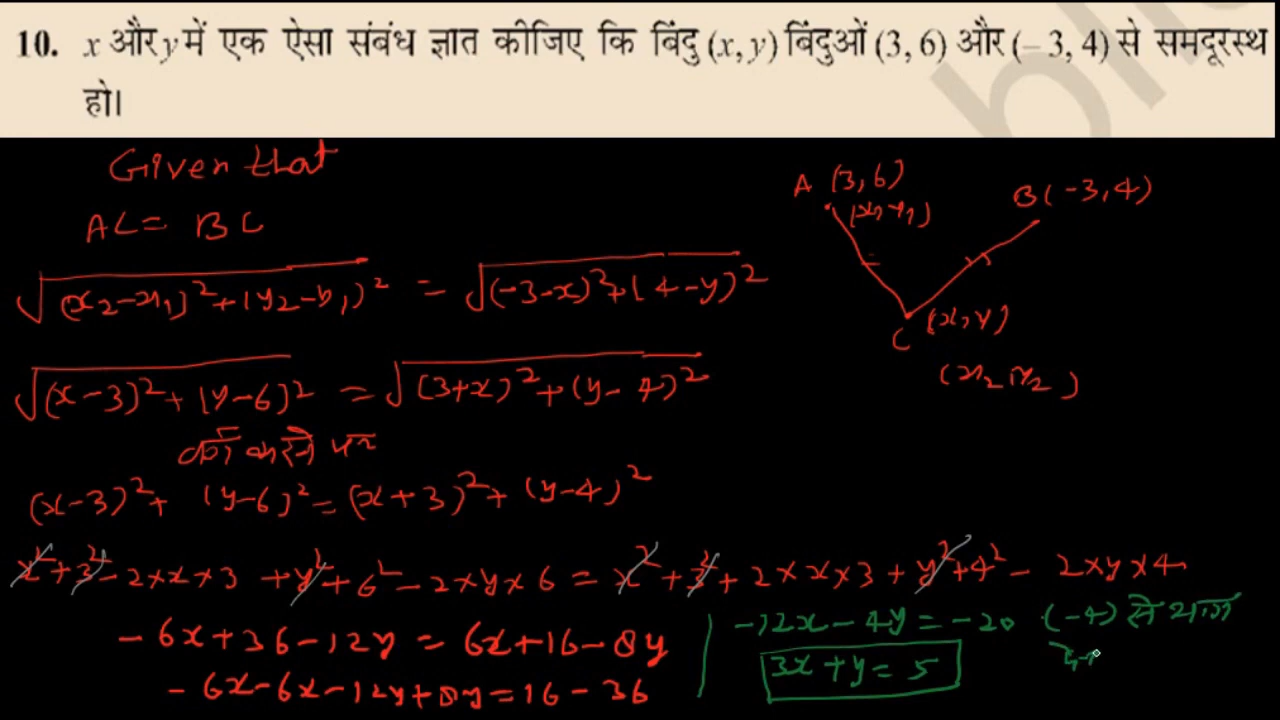 10. x और y में एक ऐसा संबंध ज्ञात कीजिए कि बिंदु (x, y) बिंदुओं (3, 6) और (– 3, 4) से समदूरस्थ
हो।
Given that
AC = BC
√(x₂-x₁)²+(y₂-y₁)² = √(-3-x)²+(4-y)²
√(x-3)²+(y-6)² = √(3+x)²+(y-4)²
वर्ग करने पर
(x-3)²+ (y-6)² = (x+3)²+ (y-4)²
x²+3²-2×x×3 +y²+6²-2×y×6 = x²+3²+2×x×3+y²+4²- 2×y×4
-6x+36-12y = 6x+16-8y
-6x-6x-12y+8y=16-36
A (3,6)
(x₁,y₁)
B(-3,4)
C (x,y)
(x₂,y₂)
-12x-4y=-20 (-4) से भाग
3x+y=5